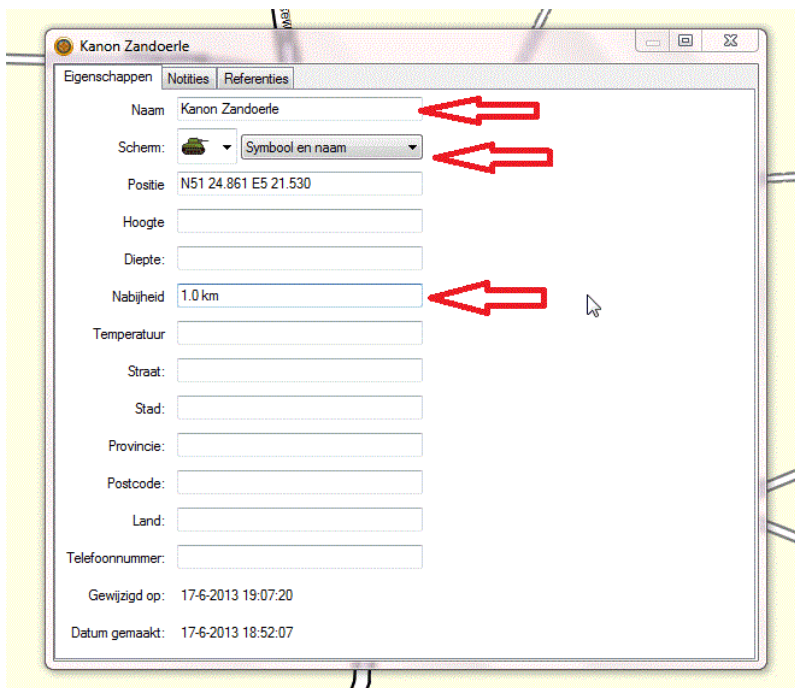 Kanon Zandoerle
Eigenschappen Notities Referenties
Naam Kanon Zandoerle
Scherm: Symbool en naam
Positie N51 24.861 E5 21.530
Hoogte
Diepte:
Nabijheid 1.0 km
Temperatuur
Straat:
Stad:
Provincie:
Postcode:
Land:
Telefoonnummer:
Gewijzigd op: 17-6-2013 19:07:20
Datum gemaakt: 17-6-2013 18:52:07